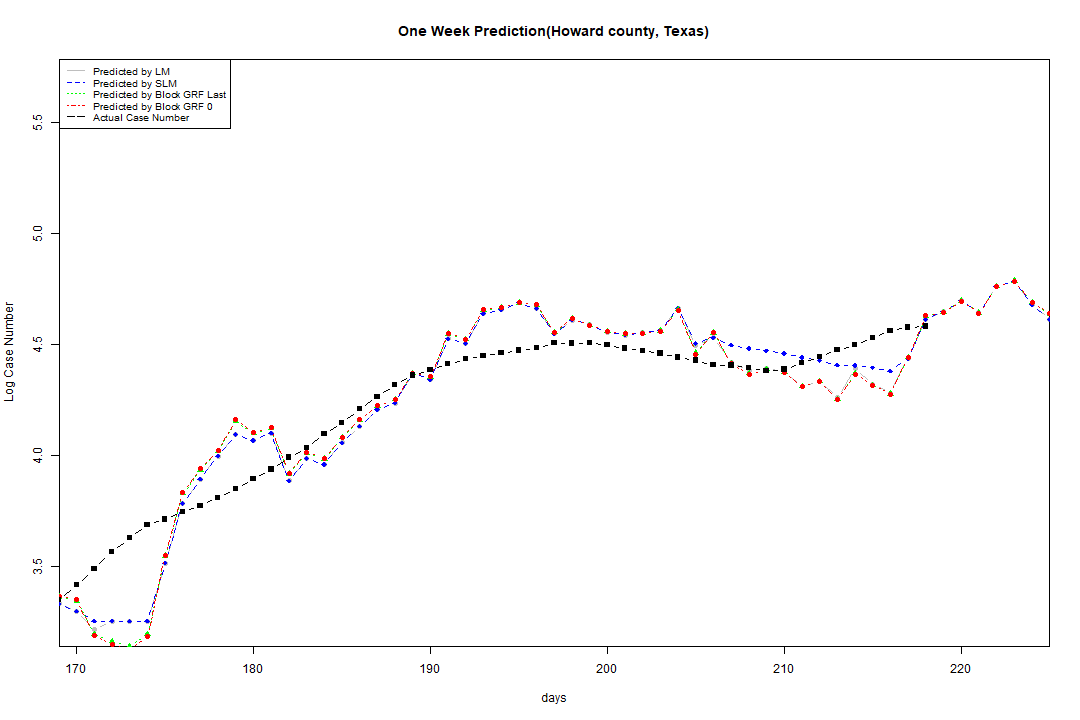 One Week Prediction(Howard county, Texas)
Predicted by LM
Predicted by SLM
Predicted by Block GRF Last
Predicted by Block GRF 0
Actual Case Number
5.5
5.0
4.5
4.0
3.5
Log Case Number
170 180 190 200 210 220
days